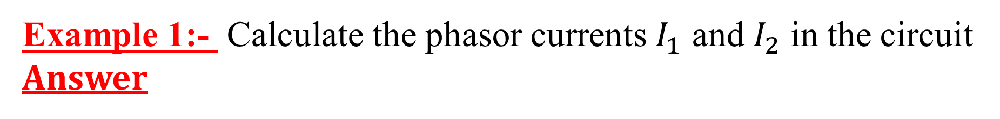 Example 1:- Calculate the phasor currents I₁ and I₂ in the circuit
Answer